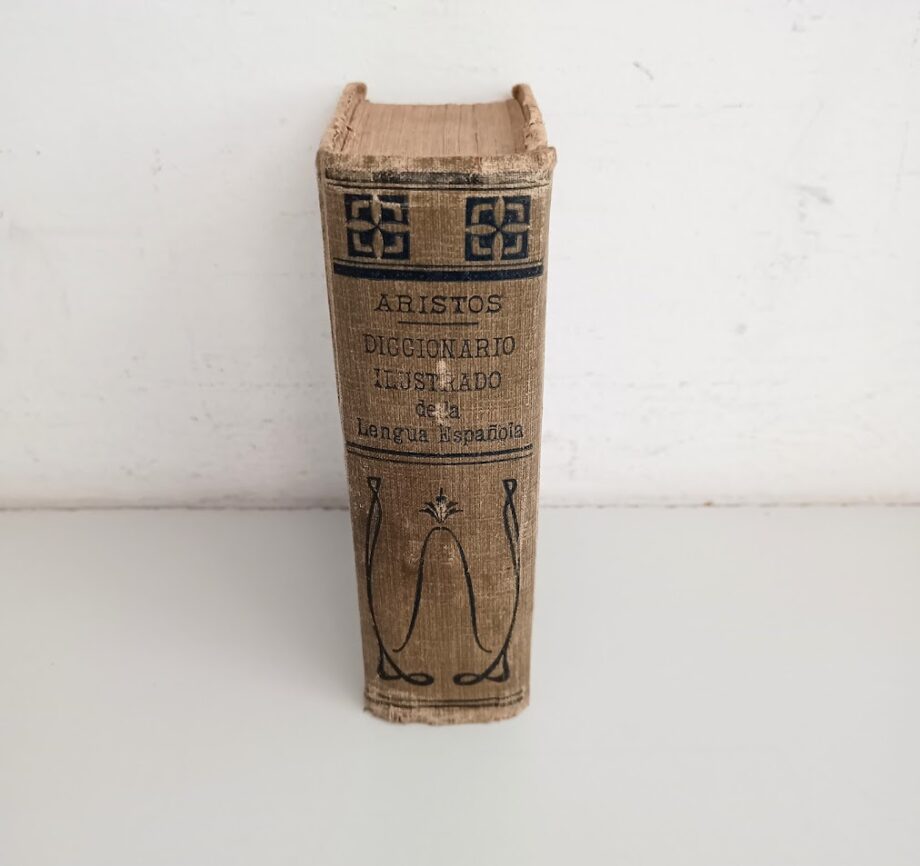 ARISTOS
DICCIONARIO
ILUSTRADO
de la
Lengua Española